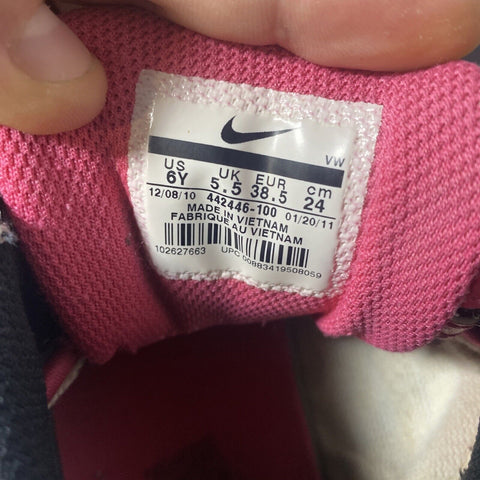 VW
US UK EUR cm
6Y 5.5 38.5 24
12/08/10 442446-100 01/20/11
MADE IN VIETNAM
FABRIQUE AU VIETNAM
102627663 UPC 00883419508059